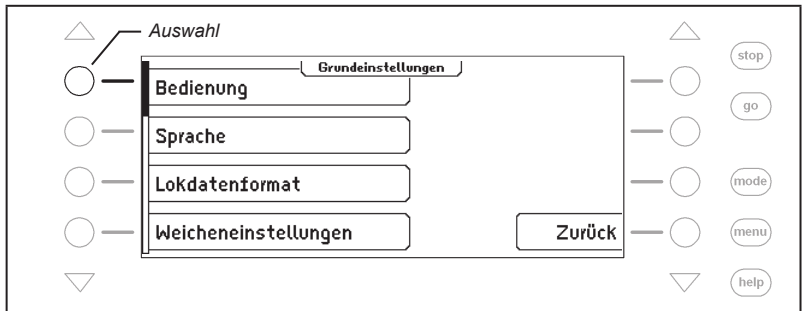 Auswahl
Grundeinstellungen
Bedienung
Sprache
Lokdatenformat
Weicheneinstellungen
Zurück
stop
go
mode
menu
help